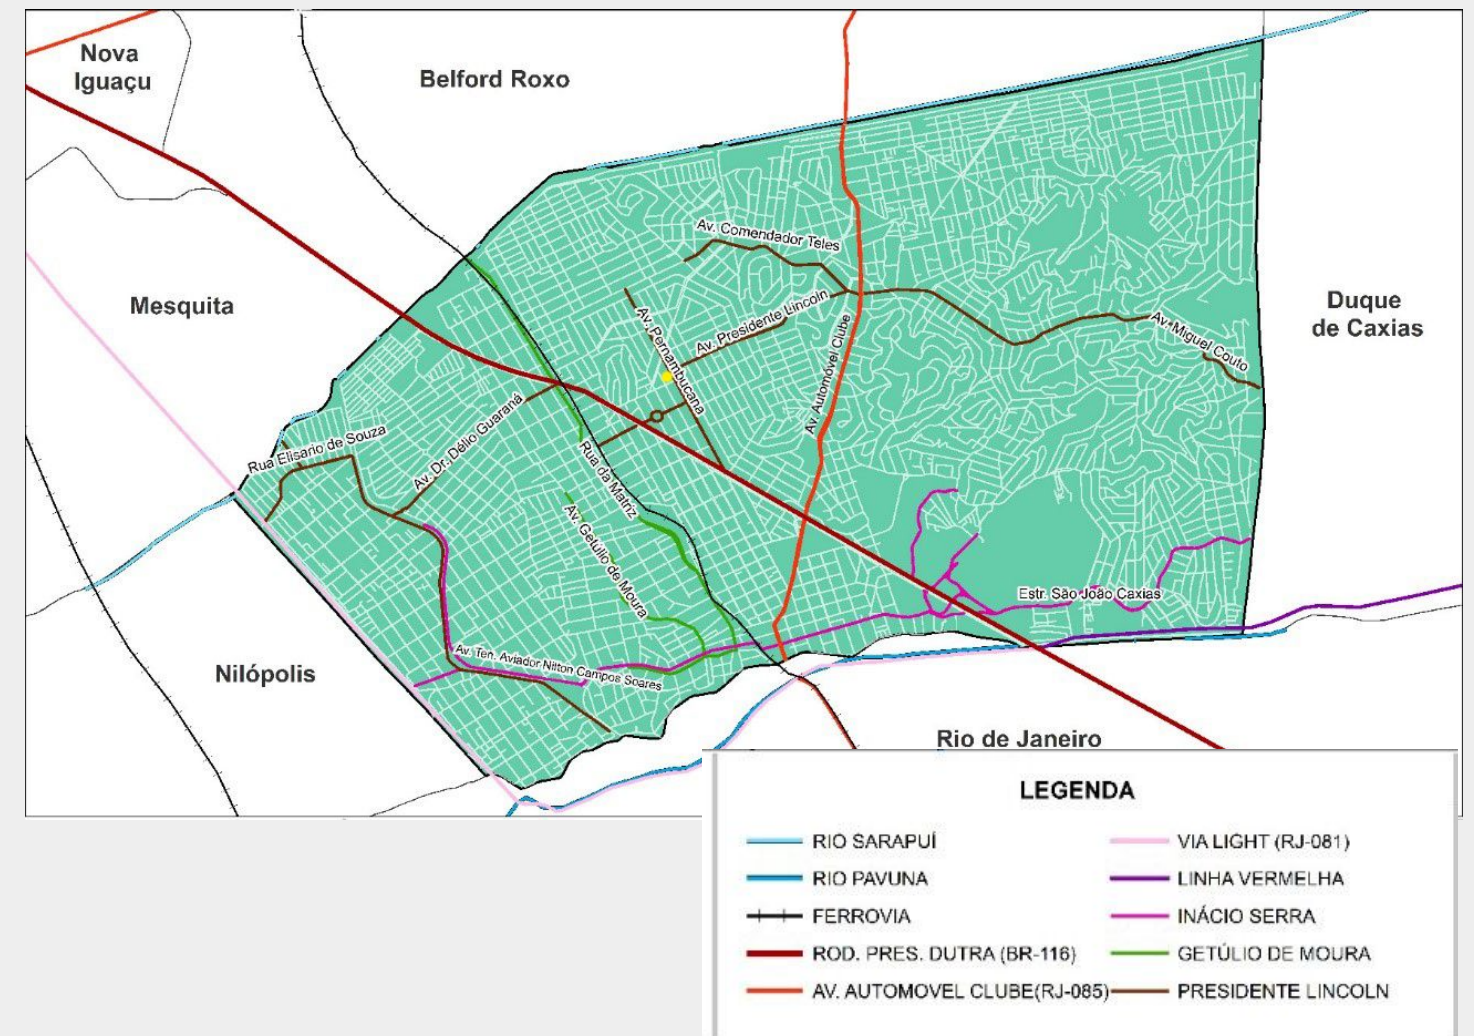 Nova
Iguaçu
Belford Roxo
Mesquita
Duque
de Caxias
Nilópolis
Rio de Janeiro
Av. Comendador Teles
Av. Presidente Lincoln
Av. Pernambucana
Av. Miguel Couto
Av. Automóvel Clube
Av. Dr. Délio Guaraná
Rua Elisario de Souza
Rua da Matriz
Av. Getúlio de Moura
Estr. São João Caxias
Av. Ten. Aviador Nilton Campos Soares
LEGENDA
RIO SARAPUÍ
RIO PAVUNA
FERROVIA
ROD. PRES. DUTRA (BR-116)
AV. AUTOMOVEL CLUBE(RJ-085)
VIA LIGHT (RJ-081)
LINHA VERMELHA
INÁCIO SERRA
GETÚLIO DE MOURA
PRESIDENTE LINCOLN